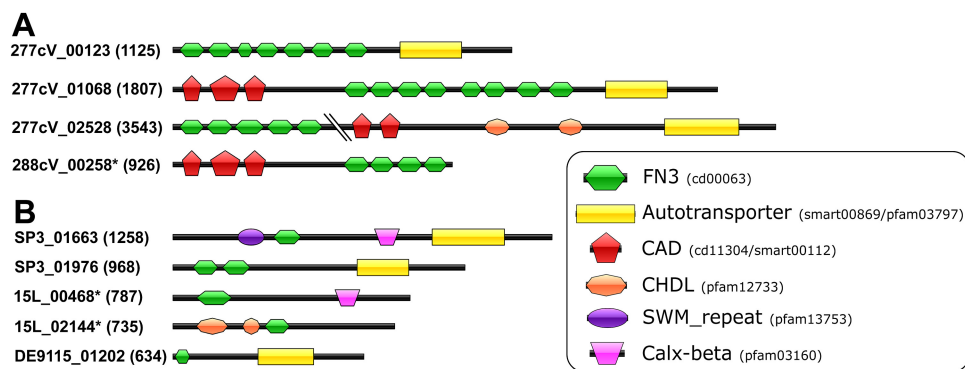 A
277cV_00123 (1125)
277cV_01068 (1807)
277cV_02528 (3543)
288cV_00258* (926)
B
SP3_01663 (1258)
SP3_01976 (968)
15L_00468* (787)
15L_02144* (735)
DE9115_01202 (634)
FN3 (cd00063)
Autotransporter (smart00869/pfam03797)
CAD (cd11304/smart00112)
CHDL (pfam12733)
SWM_repeat (pfam13753)
Calx-beta (pfam03160)